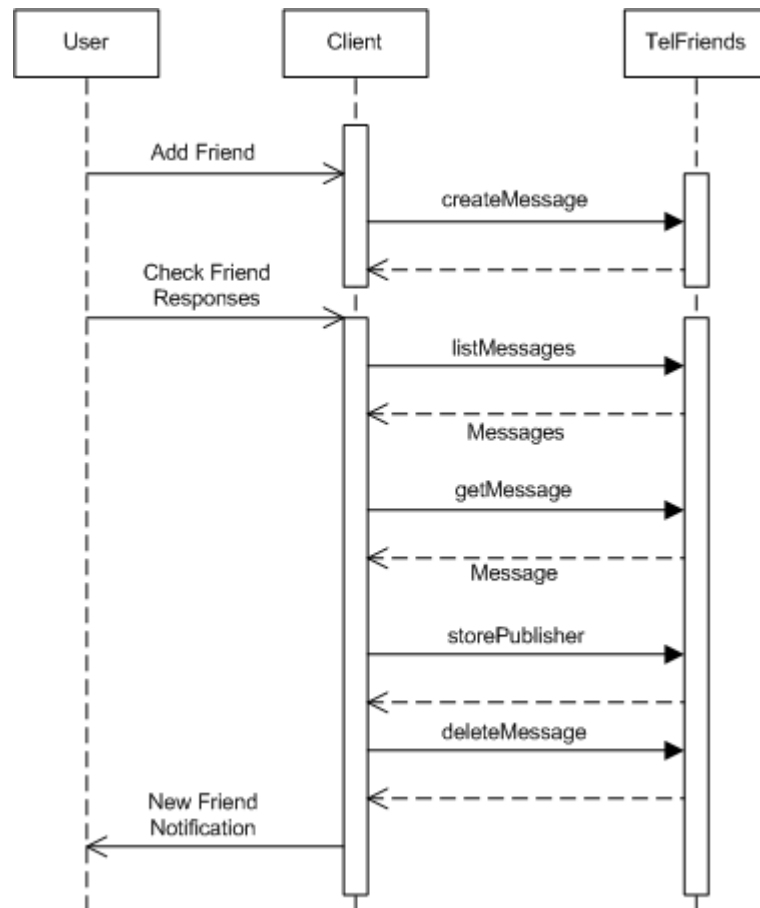 User
Client
TelFriends
Add Friend
createMessage
Check Friend
Responses
listMessages
Messages
getMessage
Message
storePublisher
deleteMessage
New Friend
Notification